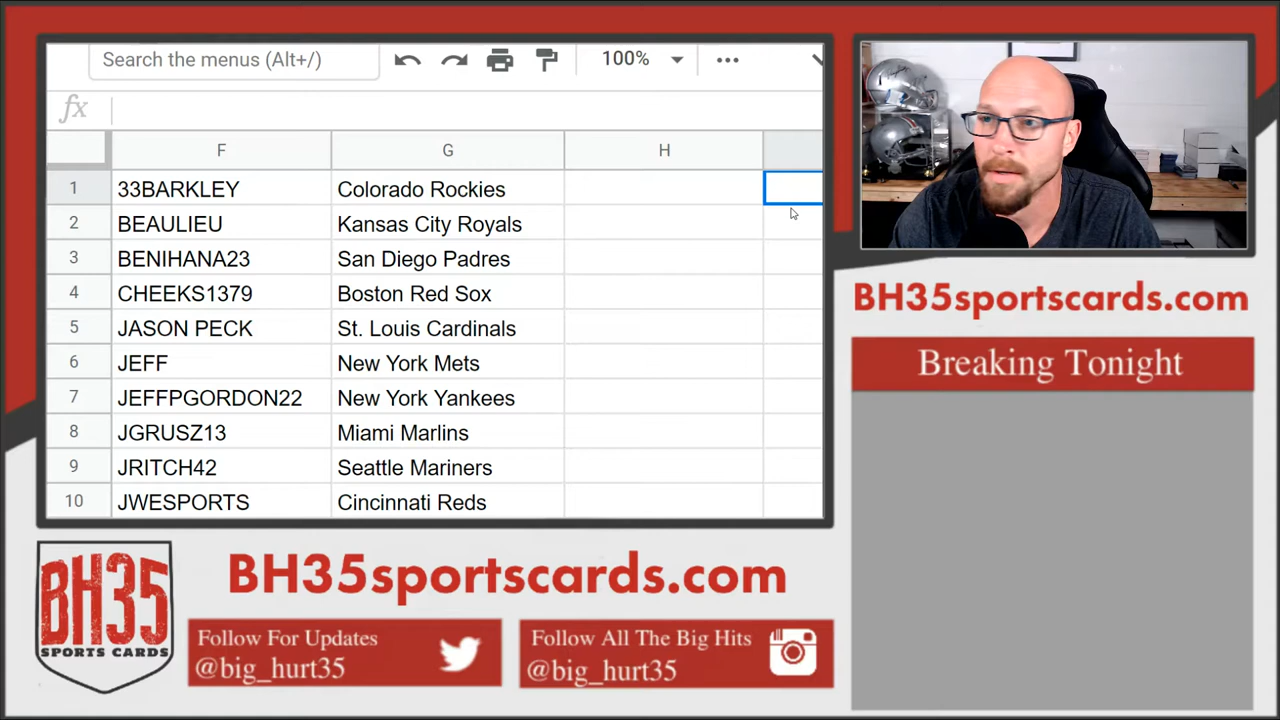 Search the menus (Alt+/)
100%
fx
F G H
1 33BARKLEY Colorado Rockies
2 BEAULIEU Kansas City Royals
3 BENIHANA23 San Diego Padres
4 CHEEKS1379 Boston Red Sox
5 JASON PECK St. Louis Cardinals
6 JEFF New York Mets
7 JEFFPGORDON22 New York Yankees
8 JGRUSZ13 Miami Marlins
9 JRITCH42 Seattle Mariners
10 JWESPORTS Cincinnati Reds
BH35sportscards.com
Breaking Tonight
BH35
SPORTS CARDS
BH35sportscards.com
Follow For Updates
@big_hurt35
Follow All The Big Hits
@big_hurt35